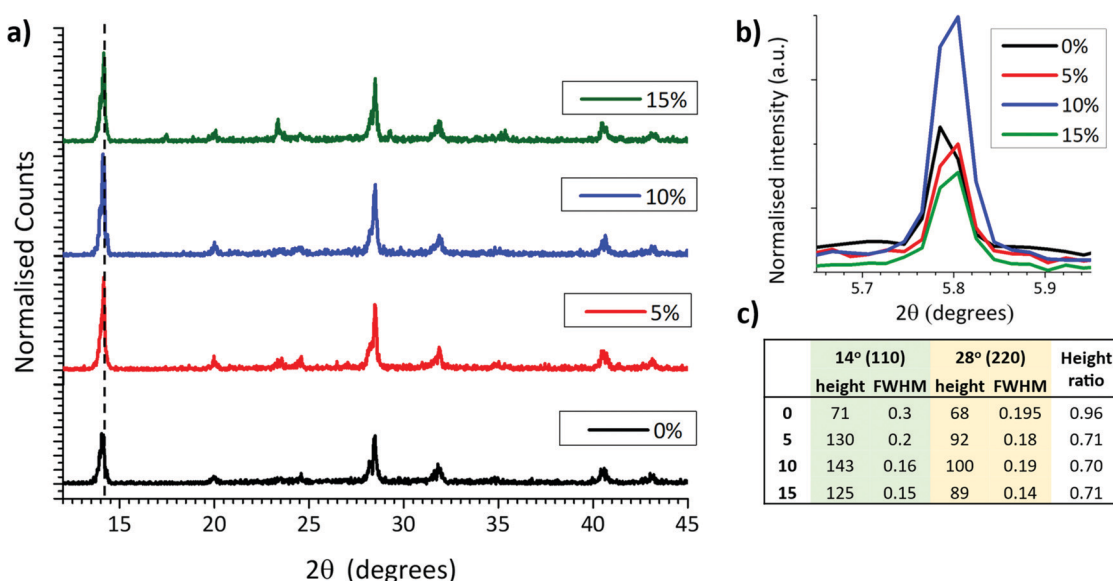 a)
Normalised Counts
15%
10%
5%
0%
15 20 25 30 35 40 45
2θ (degrees)
b)
Normalised intensity (a.u.)
0%
5%
10%
15%
5.7 5.8 5.9
2θ (degrees)
c)
14° (110) 28° (220) Height
height FWHM height FWHM ratio
0 71 0.3 68 0.195 0.96
5 130 0.2 92 0.18 0.71
10 143 0.16 100 0.19 0.70
15 125 0.15 89 0.14 0.71